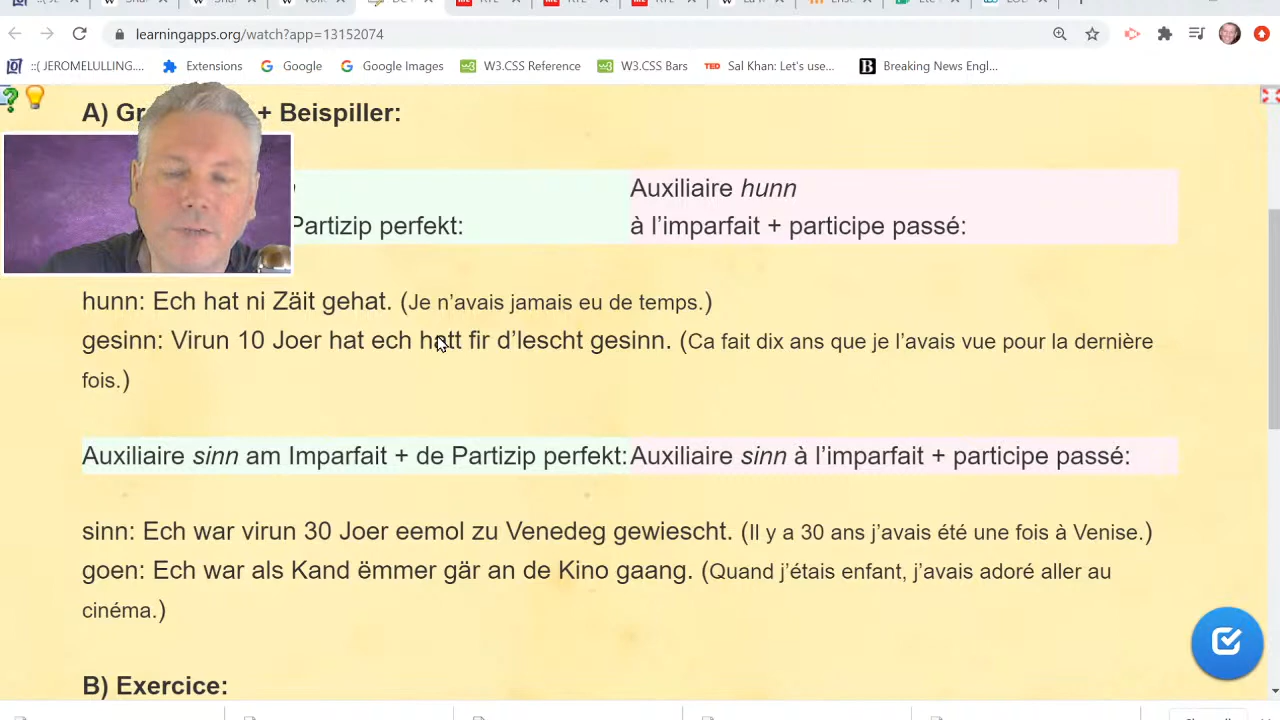 learningapps.org/watch?app=13152074
::( JEROMELULLING.... Extensions Google Google Images W3.CSS Reference W3.CSS Bars TED Sal Khan: Let's use... B Breaking News Engl...
A) Gr + Beispiller:
Auxiliaire hunn
Partizip perfekt: à l’imparfait + participe passé:
hunn: Ech hat ni Zäit gehat. (Je n’avais jamais eu de temps.)
gesinn: Virun 10 Joer hat ech hatt fir d’lescht gesinn. (Ca fait dix ans que je l’avais vue pour la dernière
fois.)
Auxiliaire sinn am Imparfait + de Partizip perfekt: Auxiliaire sinn à l’imparfait + participe passé:
sinn: Ech war virun 30 Joer eemol zu Venedeg gewiescht. (Il y a 30 ans j’avais été une fois à Venise.)
goen: Ech war als Kand ëmmer gär an de Kino gaang. (Quand j’étais enfant, j’avais adoré aller au
cinéma.)
B) Exercice: